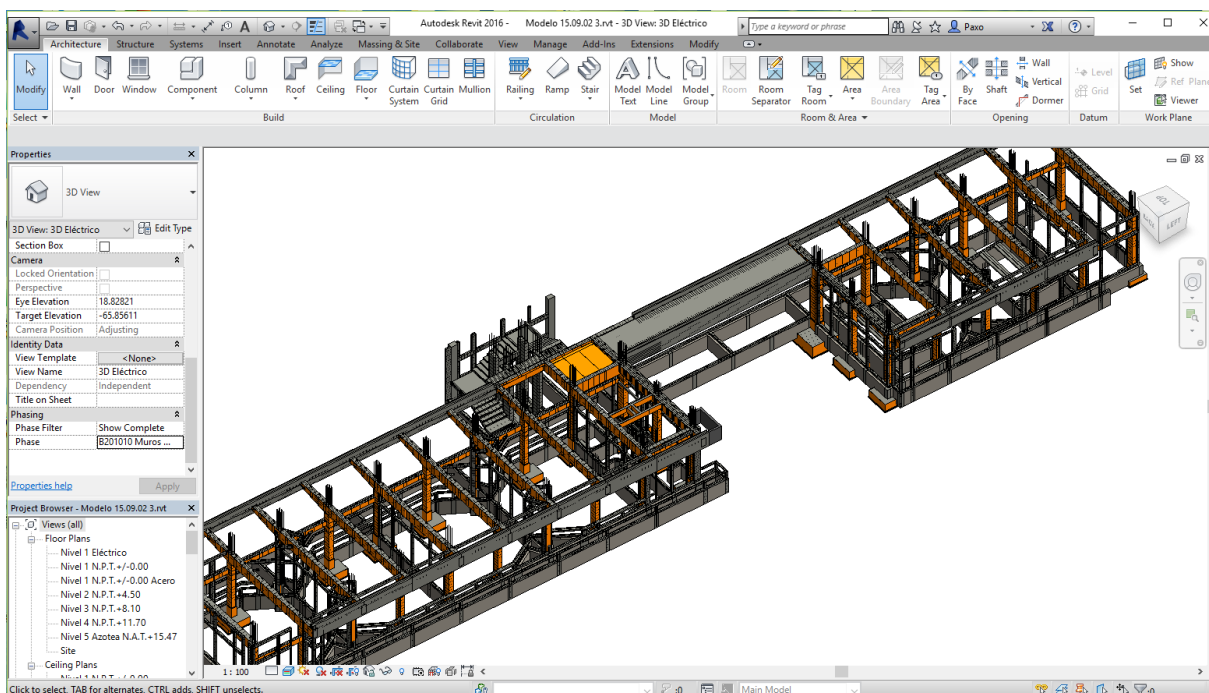 Autodesk Revit 2016 - Modelo 15.09.02 3.rvt - 3D View: 3D Eléctrico
Type a keyword or phrase
Paxo
Architecture Structure Systems Insert Annotate Analyze Massing & Site Collaborate View Manage Add-Ins Extensions Modify
Modify Wall Door Window Component Column Roof Ceiling Floor Curtain System Curtain Grid Mullion Railing Ramp Stair Model Text Model Line Model Group Room Room Separator Tag Room Area Area Boundary Tag Area By Face Shaft Wall Vertical Dormer Level Grid Set Show Ref Plane Viewer
Select Build Circulation Model Room & Area Opening Datum Work Plane
Properties
3D View
3D View: 3D Eléctrico Edit Type
Section Box
Camera
Locked Orientation
Perspective
Eye Elevation 18.82821
Target Elevation -65.85611
Camera Position Adjusting
Identity Data
View Template <None>
View Name 3D Eléctrico
Dependency Independent
Title on Sheet
Phasing
Phase Filter Show Complete
Phase B201010 Muros ...
Properties help Apply
Project Browser - Modelo 15.09.02 3.rvt
Views (all)
Floor Plans
Nivel 1 Eléctrico
Nivel 1 N.P.T.+/-0.00
Nivel 1 N.P.T.+/-0.00 Acero
Nivel 2 N.P.T.+4.50
Nivel 3 N.P.T.+8.10
Nivel 4 N.P.T.+11.70
Nivel 5 Azotea N.A.T.+15.47
Site
Ceiling Plans
Nivel 1 N.P.T.+/-0.00
TOP
LEFT
1 : 100
Click to select, TAB for alternates, CTRL adds, SHIFT unselects.
:0
Main Model
:0